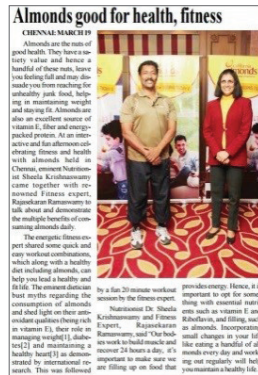 Almonds good for health, fitness
CHENNAI: MARCH 19
Almonds are the nuts of
good health. They have a sa-
tiety value and hence a
handful of these nuts, leave
you feeling full and may dis-
suade you from reaching for
unhealthy junk food, help-
ing in maintaining weight
and staying fit. Almonds are
also an excellent source of
vitamin E, fiber and energy-
packed protein. At an inter-
active and fun afternoon cel-
ebrating fitness and health
with almonds held in
Chennai, eminent Nutrition-
ist Sheela Krishnaswamy
came together with re-
nowned Fitness expert,
Rajasekaran Ramaswamy to
talk about and demonstrate
the multiple benefits of con-
suming almonds daily.
The energetic fitness ex-
pert shared some quick and
easy workout combinations,
which along with a healthy
diet including almonds, can
help you lead a healthy and
fit life. The eminent dietician
bust myths regarding the
consumption of almonds
and shed light on their anti-
oxidant qualities (being rich
in vitamin E), their role in
managing weight[1], diabe-
tes[2] and maintaining a
healthy heart[3] as demon-
strated by international re-
search. This was followed
by a fun 20 minute workout
session by the fitness expert.
Nutritionist Dr. Sheela
Krishnaswamy and Fitness
Expert, Rajasekaran
Ramaswamy, said "Our bod-
ies work to build muscle and
recover 24 hours a day, it's
important to make sure we
are filling up on food that
provides energy. Hence, it i
important to opt for some
thing with essential nutri
ents such as vitamin E an
Riboflavin, and filling, suc
as almonds. Incorporating
small changes in your lif
like eating a handful of al
monds every day and work
ing out regularly will help
you maintain a healthy life.